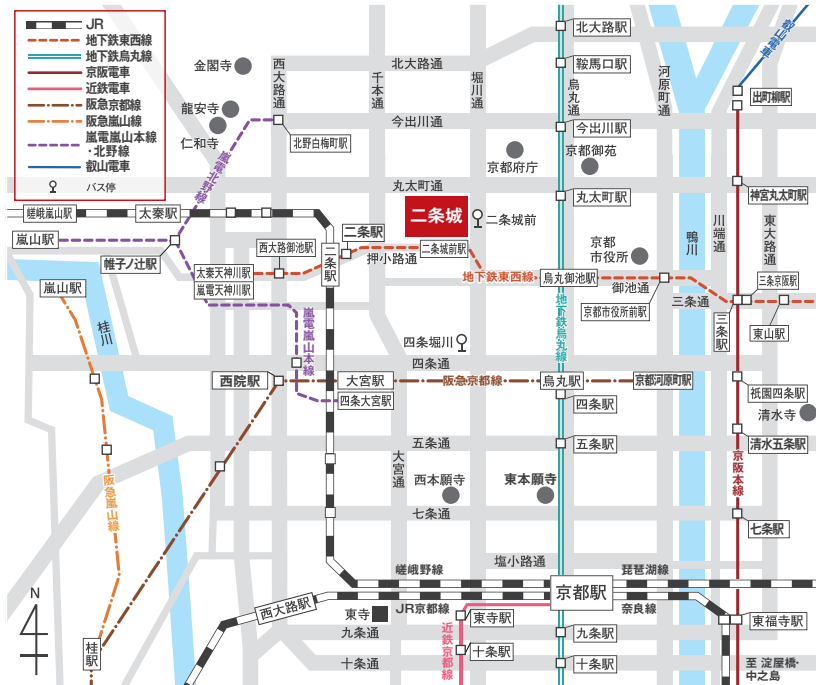 JR
地下鉄東西線
地下鉄烏丸線
京阪電車
近鉄電車
阪急京都線
阪急嵐山線
嵐電嵐山本線
・北野線
叡山電車
バス停
金閣寺
龍安寺
仁和寺
西大路通
千本通
北大路通
堀川通
烏丸通
河原町通
叡山電車
北大路駅
鞍馬口駅
出町柳駅
今出川通
今出川駅
北野白梅町駅
嵐電北野線
京都府庁
京都御苑
丸太町通
丸太町駅
神宮丸太町駅
嵯峨嵐山駅
太秦駅
二条城
二条城前
嵐山駅
帷子ノ辻駅
二条駅
二条駅
西大路御池駅
二条城前駅
押小路通
京都
市役所
鴨川
川端通
東大路通
太秦天神川駅
嵐電天神川駅
地下鉄東西線
烏丸御池駅
御池通
三条京阪駅
嵐山駅
桂川
嵐電嵐山本線
地下鉄烏丸線
京都市役所前駅
三条通
三条駅
東山駅
四条堀川
四条通
西院駅
大宮駅
阪急京都線
烏丸駅
京都河原町駅
祇園四条駅
四条大宮駅
四条駅
清水寺
五条通
五条駅
清水五条駅
大宮通
京阪本線
西本願寺
東本願寺
阪急嵐山線
七条通
七条駅
塩小路通
嵯峨野線
琵琶湖線
京都駅
N
西大路駅
JR京都線
奈良線
東寺
東寺駅
東福寺駅
九条通
近鉄京都線
九条駅
桂駅
十条駅
十条通
十条駅
至 淀屋橋・
中之島